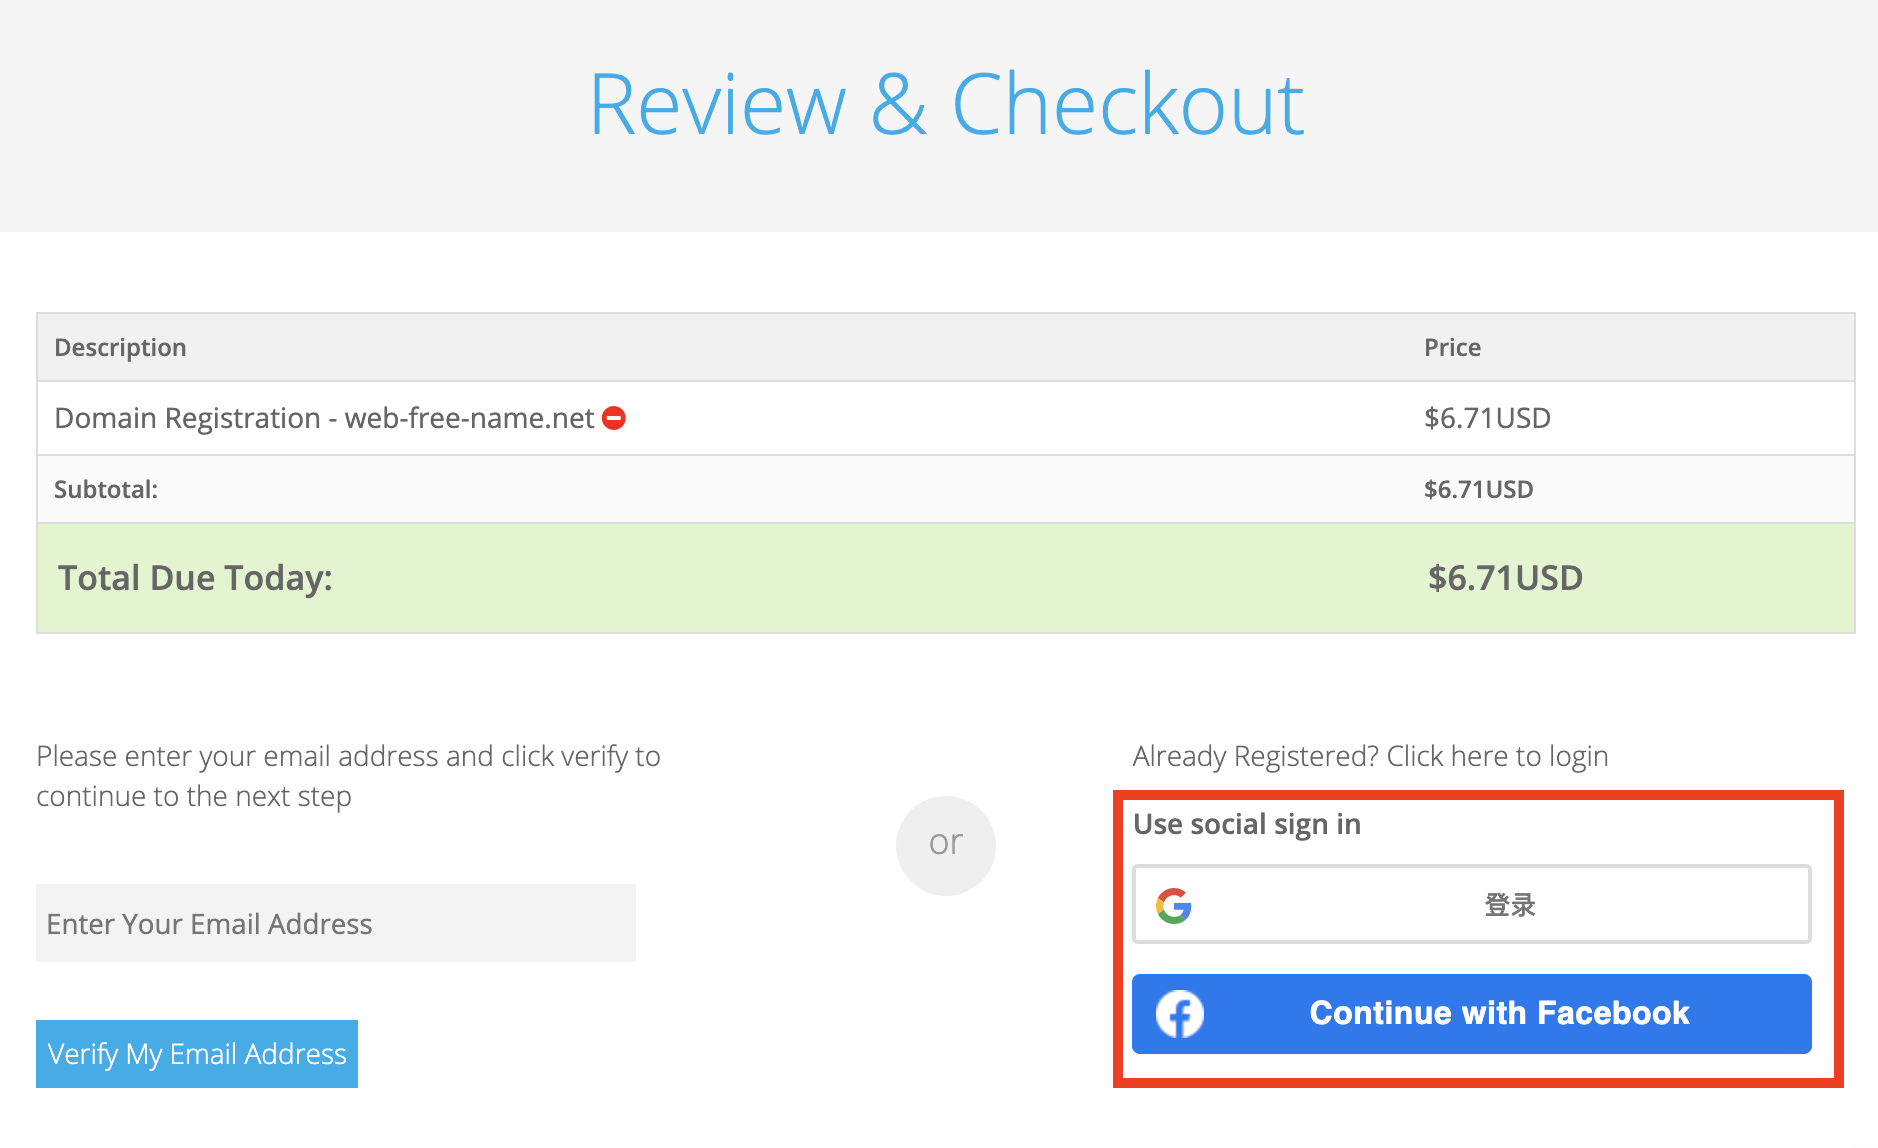 Review & Checkout
Description Price
Domain Registration - web-free-name.net $6.71USD
Subtotal: $6.71USD
Total Due Today: $6.71USD
Please enter your email address and click verify to
continue to the next step
Enter Your Email Address
Verify My Email Address
or
Already Registered? Click here to login
Use social sign in
登录
Continue with Facebook